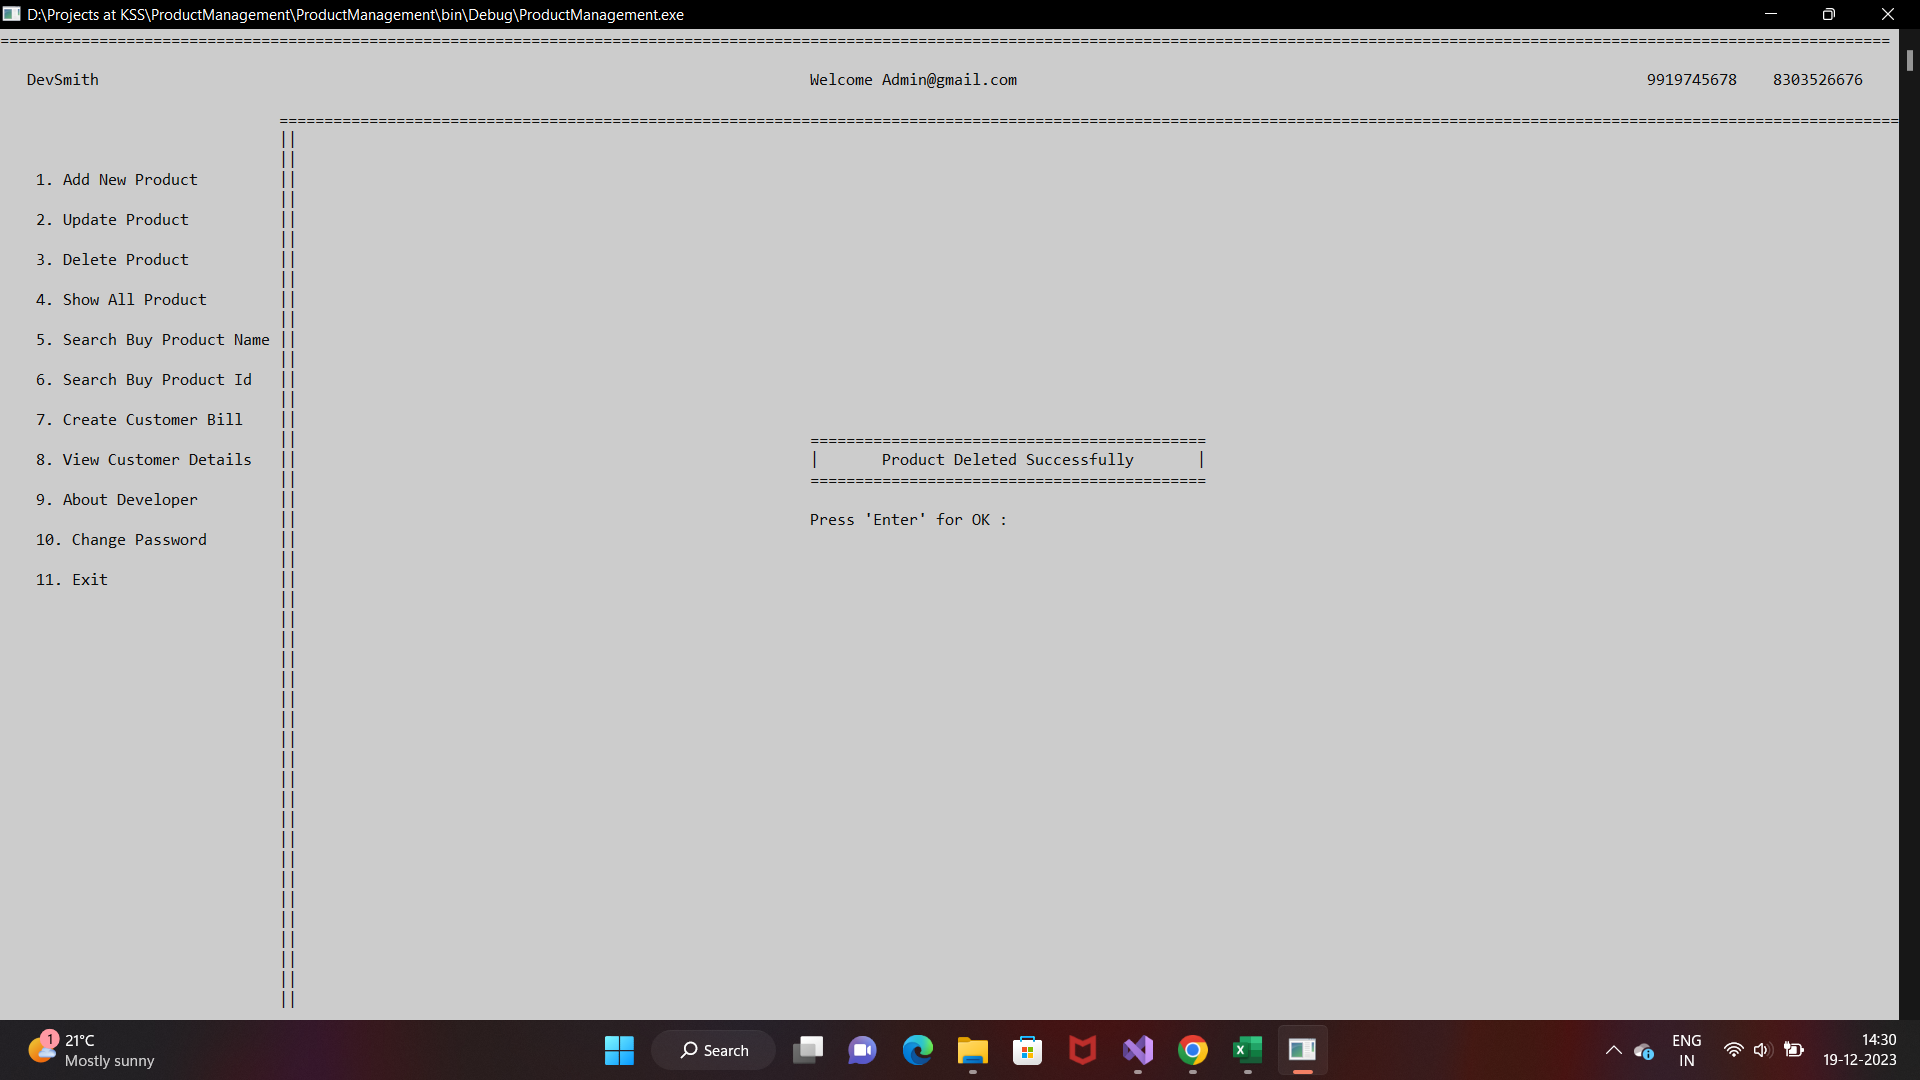 D:\Projects at KSS\ProductManagement\ProductManagement\bin\Debug\ProductManagement.exe
DevSmith Welcome Admin@gmail.com 9919745678 8303526676
1. Add New Product
2. Update Product
3. Delete Product
4. Show All Product
5. Search Buy Product Name
6. Search Buy Product Id
7. Create Customer Bill
8. View Customer Details
9. About Developer
10. Change Password
11. Exit
============================================
| Product Deleted Successfully |
============================================
Press 'Enter' for OK :
1
21°C
Mostly sunny
Search
ENG
IN
14:30
19-12-2023